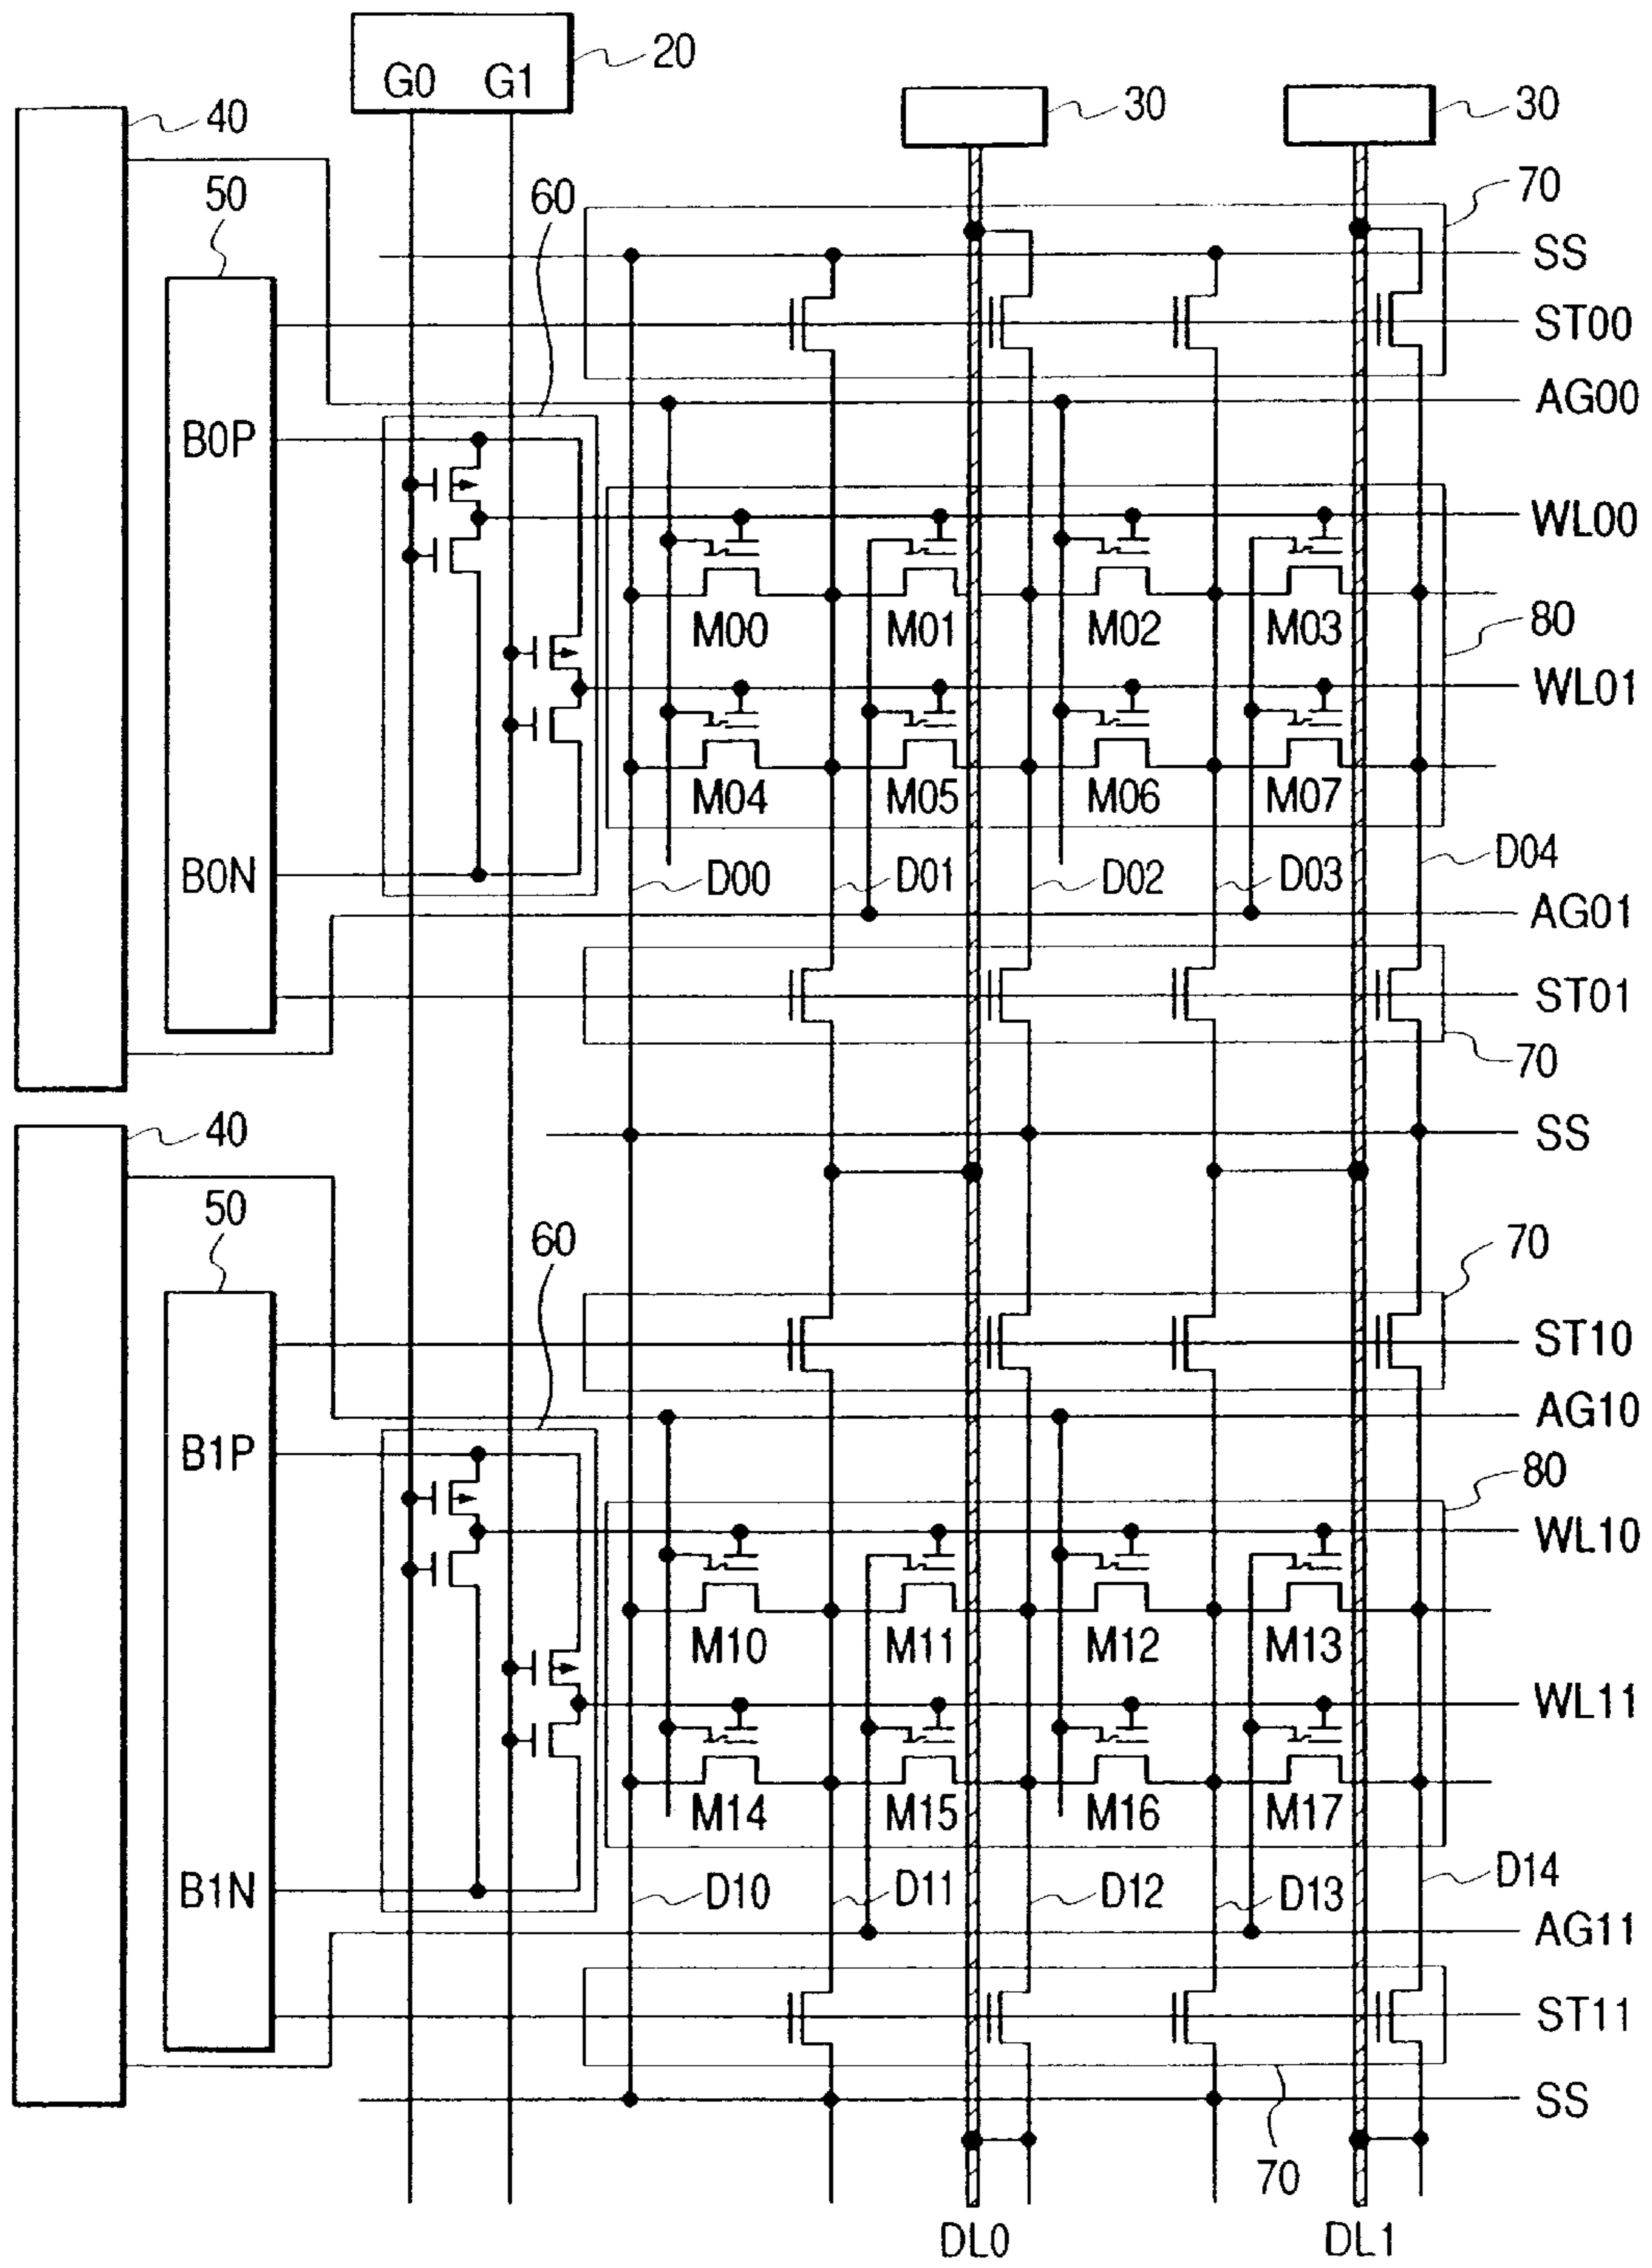 20
G0 G1
40
30
30
50
60
70
SS
ST00
AG00
B0P
WL00
M00 M01 M02 M03
80
WL01
M04 M05 M06 M07
B0N
D00 D01 D02 D03 D04
AG01
ST01
70
40
SS
50
60
70
ST10
AG10
B1P
80
WL10
M10 M11 M12 M13
WL11
M14 M15 M16 M17
B1N
D10 D11 D12 D13 D14
AG11
ST11
SS
70
DL0 DL1